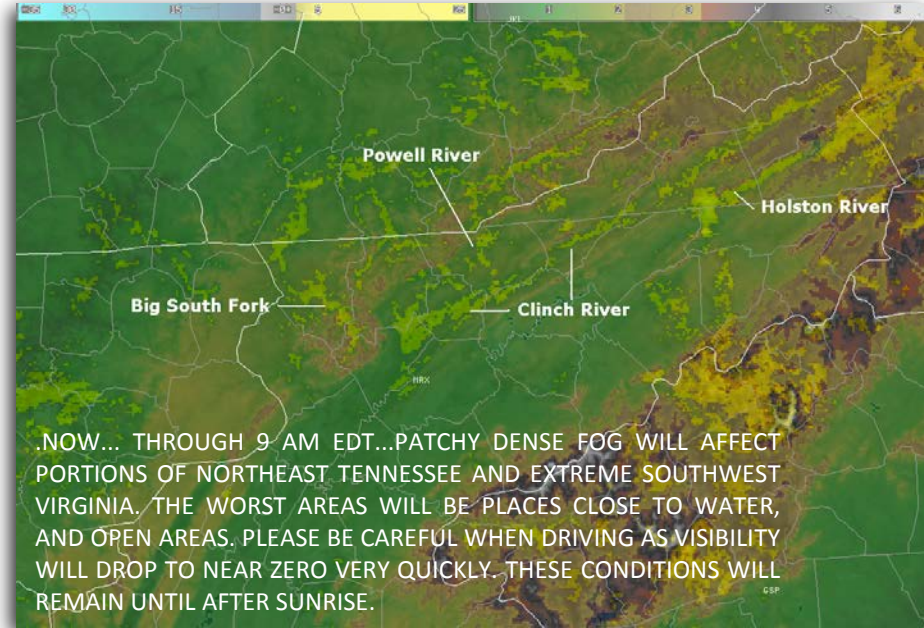 JKL
Powell River
Holston River
Big South Fork
Clinch River
MRX
.NOW... THROUGH 9 AM EDT...PATCHY DENSE FOG WILL AFFECT
PORTIONS OF NORTHEAST TENNESSEE AND EXTREME SOUTHWEST
VIRGINIA. THE WORST AREAS WILL BE PLACES CLOSE TO WATER,
AND OPEN AREAS. PLEASE BE CAREFUL WHEN DRIVING AS VISIBILITY
WILL DROP TO NEAR ZERO VERY QUICKLY. THESE CONDITIONS WILL
GSP
REMAIN UNTIL AFTER SUNRISE.